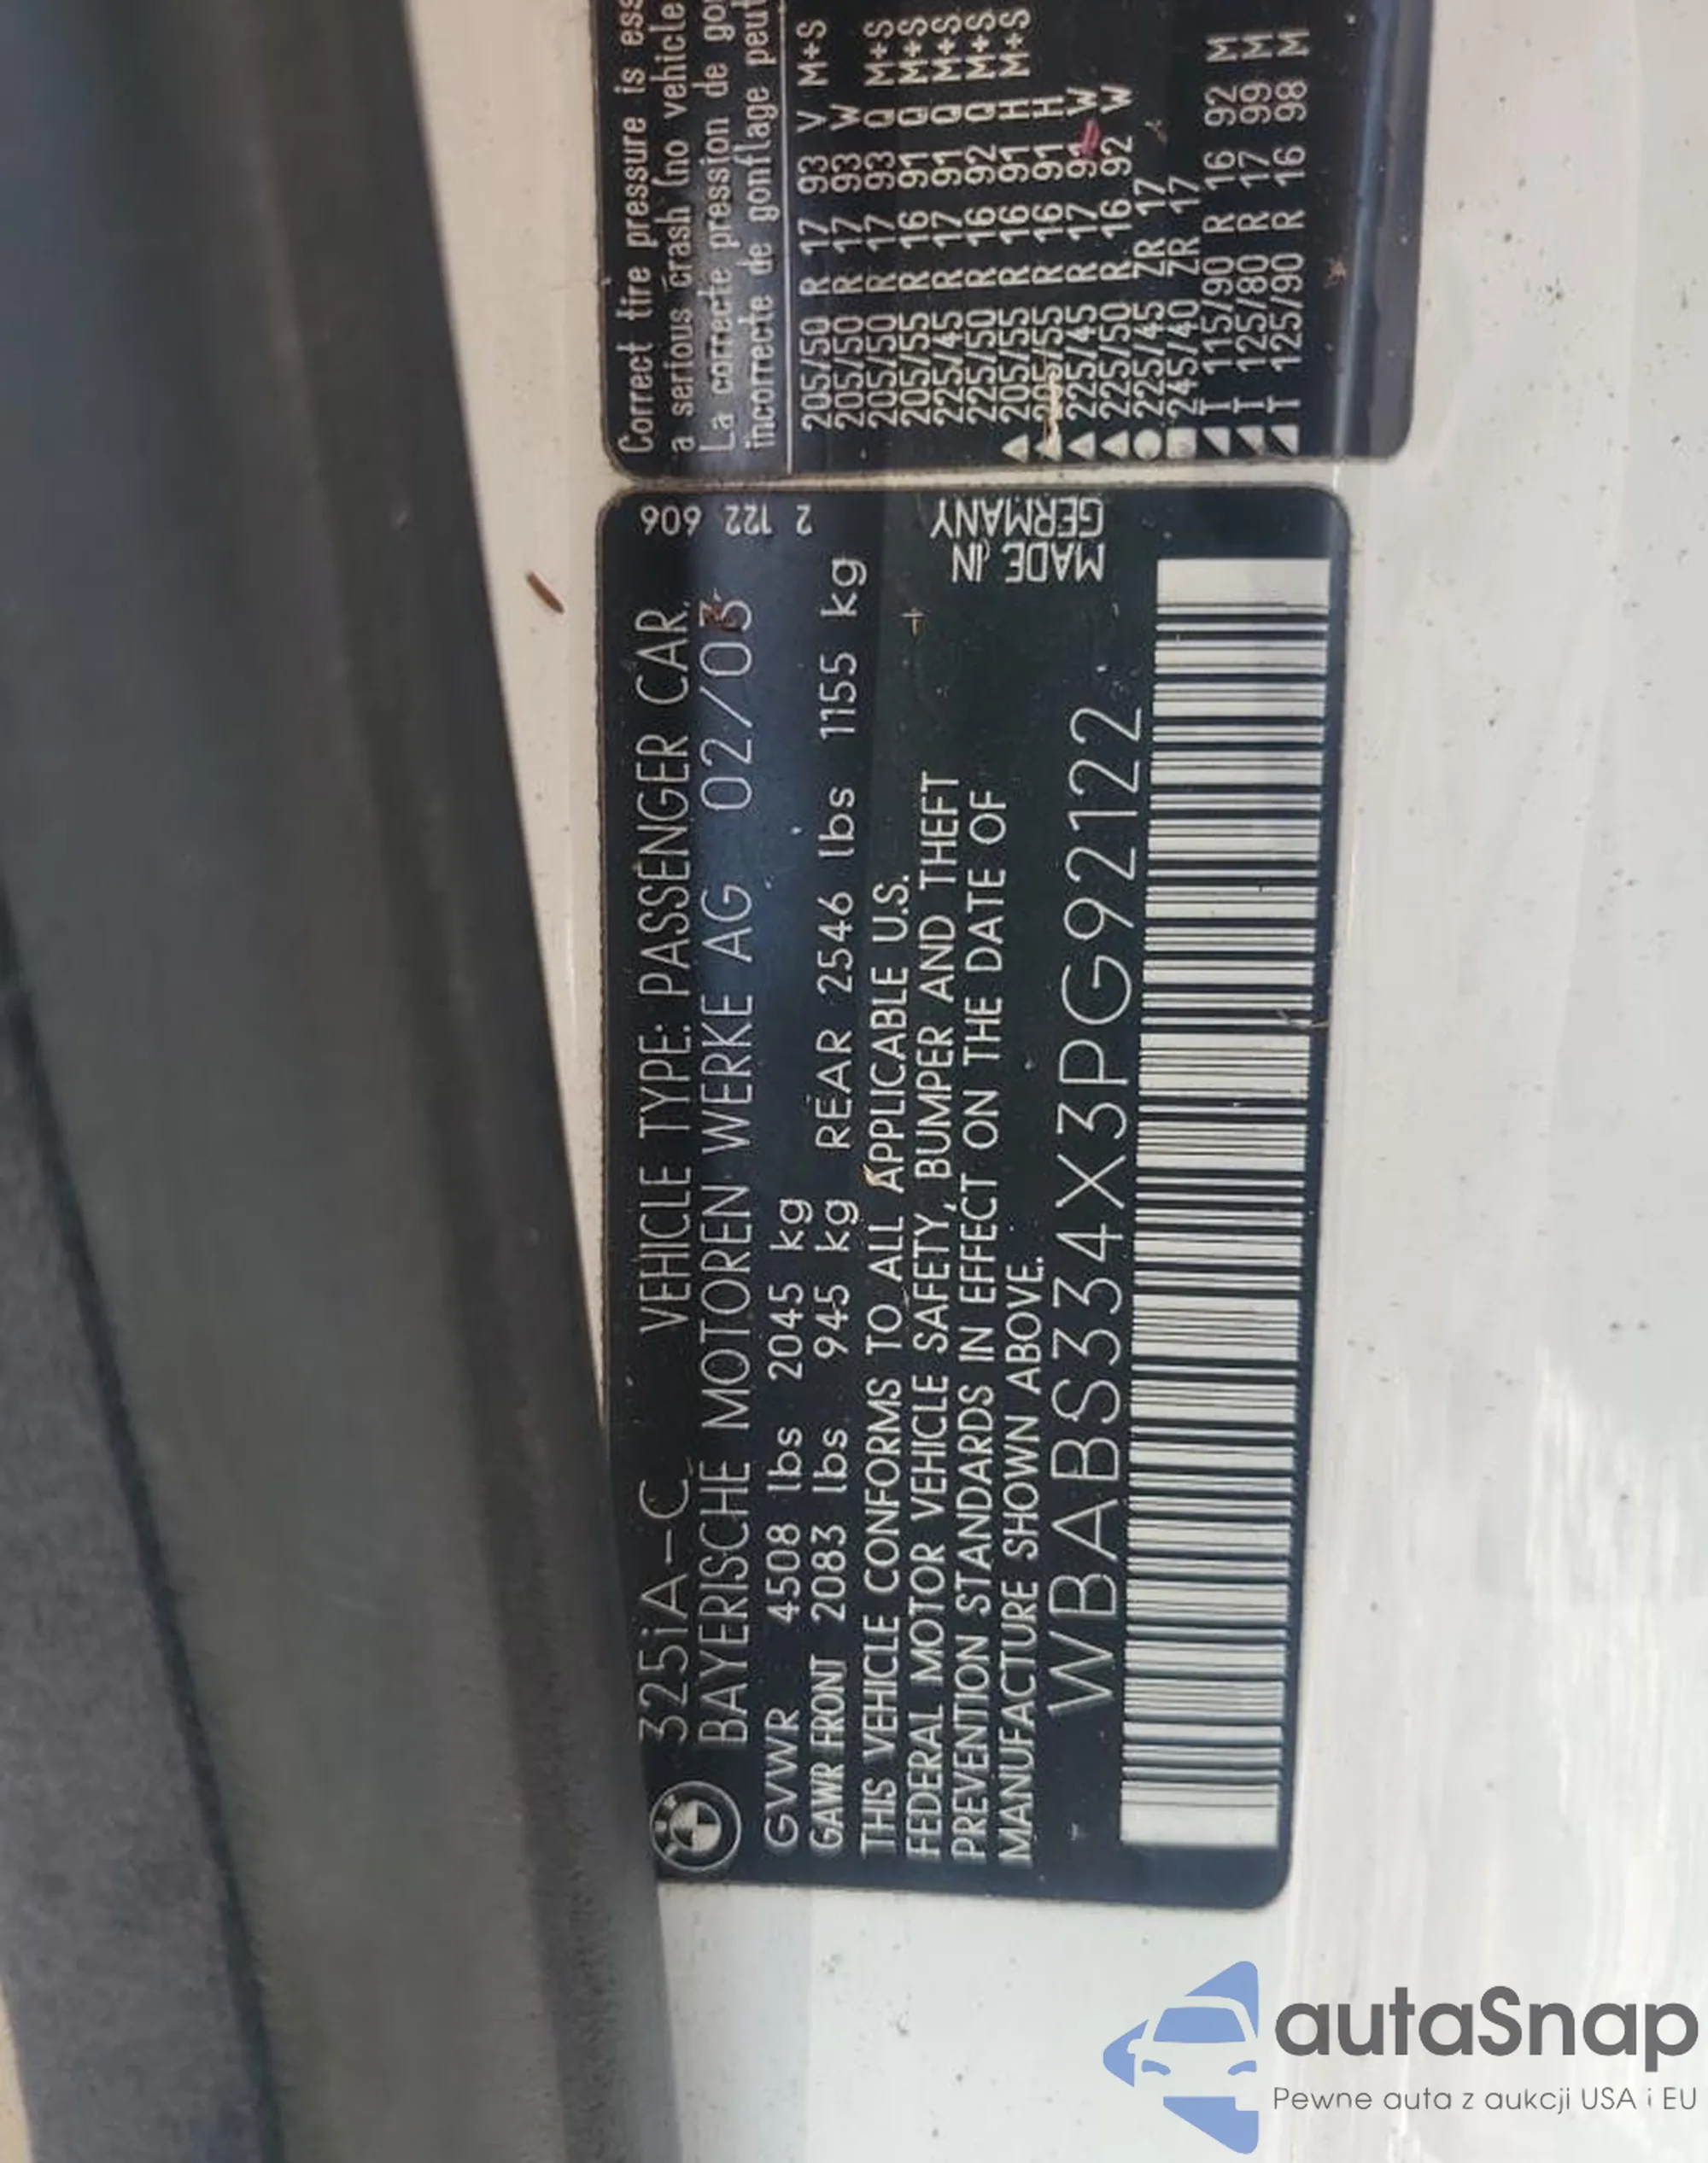 325iA-C VEHICLE TYPE: PASSENGER CAR
BAYERISCHE MOTOREN WERKE AG 02/03
GVWR 4508 lbs 2045 kg
GAWR FRONT 2083 lbs 945 kg REAR 2546 lbs 1155 kg
THIS VEHICLE CONFORMS TO ALL APPLICABLE U.S.
FEDERAL MOTOR VEHICLE SAFETY, BUMPER AND THEFT
PREVENTION STANDARDS IN EFFECT ON THE DATE OF
MANUFACTURE SHOWN ABOVE.
WBABS334X3PG92122
2 122 606
MADE IN
GERMANY
Correct tire pressure is ess
a serious crash (no vehicle
La correcte pression de go
incorrecte de gonflage peut
205/50 R 17 93 V M+S
205/50 R 17 93 W
205/50 R 17 93 Q M+S
205/55 R 16 91 Q M+S
225/45 R 17 91 Q M+S
225/50 R 16 92 Q M+S
205/55 R 16 91 H M+S
205/55 R 16 91 H
225/45 R 17 91 W
225/50 R 16 92 W
225/45 ZR 17
245/40 ZR 17
T 115/90 R 16 92 M
T 125/80 R 17 99 M
T 125/90 R 16 98 M
autaSnap
Pewne auta z aukcji USA i EU